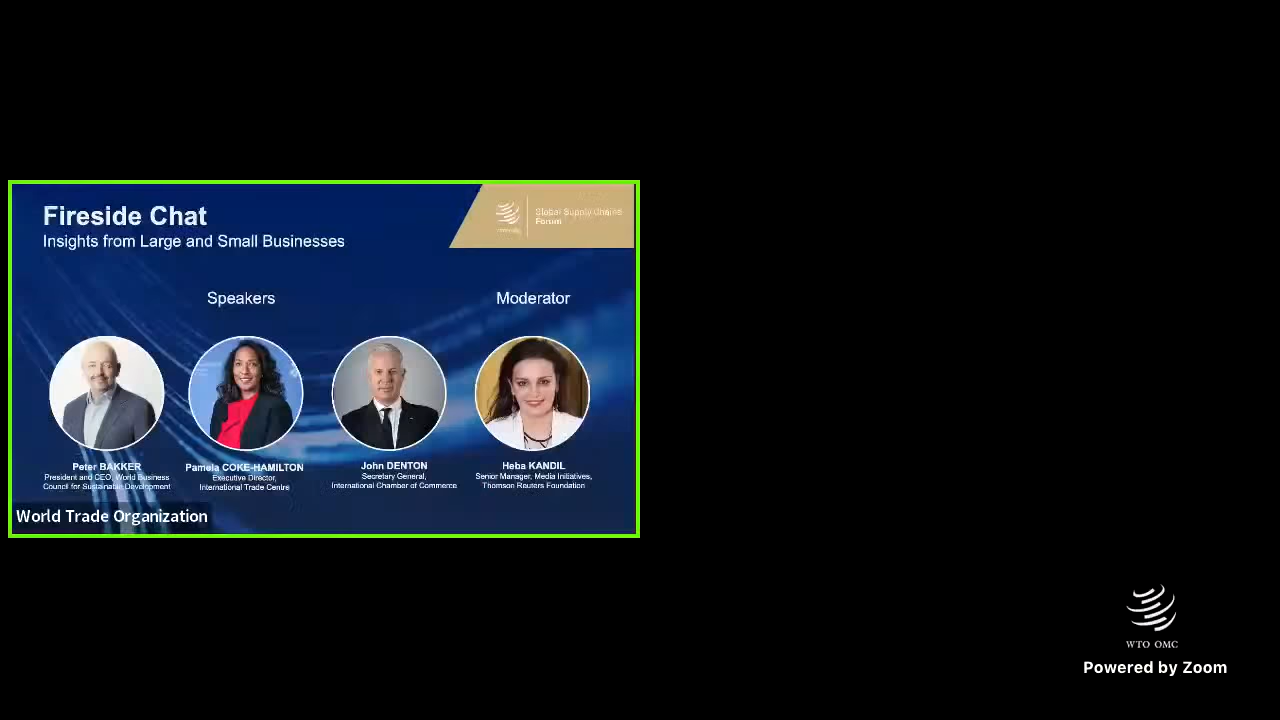 Fireside Chat
Insights from Large and Small Businesses
Global Supply Chains
Forum
Speakers
Moderator
Peter BAKKER
President and CEO, World Business
Council for Sustainable Development
Pamela COKE-HAMILTON
Executive Director,
International Trade Centre
John DENTON
Secretary General,
International Chamber of Commerce
Heba KANDIL
Senior Manager, Media Initiatives,
Thomson Reuters Foundation
World Trade Organization
WTO OMC
Powered by Zoom